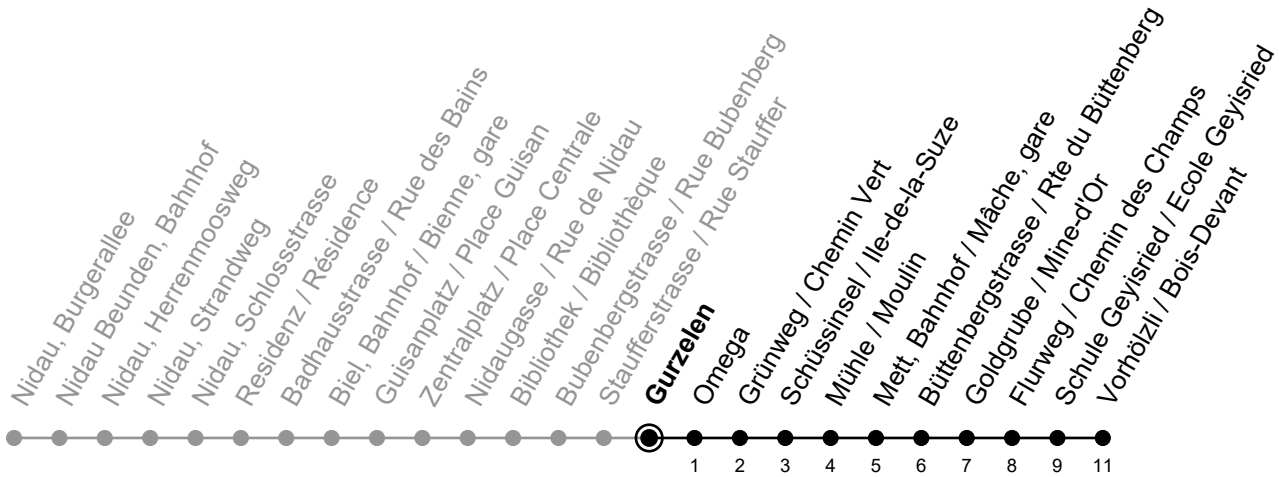 Nidau, Burgerallee
Nidau Beunden, Bahnhof
Nidau, Herrenmoosweg
Nidau, Strandweg
Nidau, Schlossstrasse
Residenz / Résidence
Badhausstrasse / Rue des Bains
Biel, Bahnhof / Bienne, gare
Guisanplatz / Place Guisan
Zentralplatz / Place Centrale
Nidaugasse / Rue de Nidau
Bibliothek / Bibliothèque
Bubenbergstrasse / Rue Bubenberg
Staufferstrasse / Rue Stauffer
Gurzelen
Omega
Grünweg / Chemin Vert
Schüssinsel / Ile-de-la-Suze
Mühle / Moulin
Mett, Bahnhof / Mâche, gare
Büttenbergstrasse / Rte du Büttenberg
Goldgrube / Mine-d'Or
Flurweg / Chemin des Champs
Schule Geyisried / Ecole Geyisried
Vorhölzli / Bois-Devant
1 2 3 4 5 6 7 8 9 11